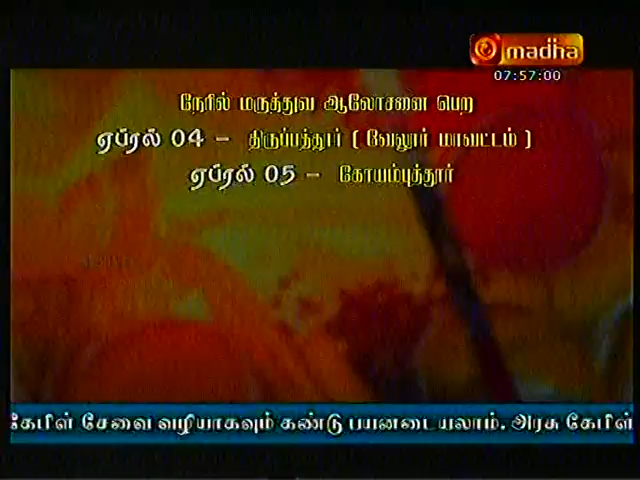 madha
07:57:00
நேரில் மருத்துவ ஆலோசனை பெற
ஏப்ரல் 04 – திருப்பத்தூர் ( வேலூர் மாவட்டம் )
ஏப்ரல் 05 – கோயம்புத்தூர்
கேபிள் சேவை வழியாகவும் கண்டு பயனடையலாம். அரசு கேபிள்